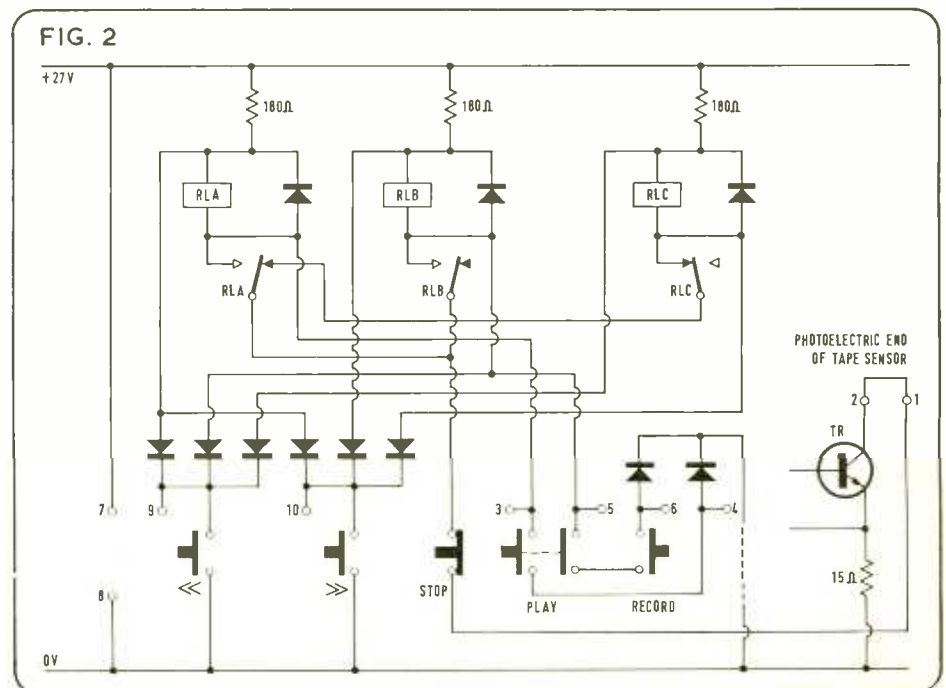 FIG. 2
+27V
180Ω
180Ω
180Ω
RLA
RLB
RLC
RLA
RLB
RLC
PHOTOELECTRIC END
OF TAPE SENSOR
2
1
TR
7
9
10
3
5
6
4
8
STOP
15Ω
PLAY
RECORD
0V